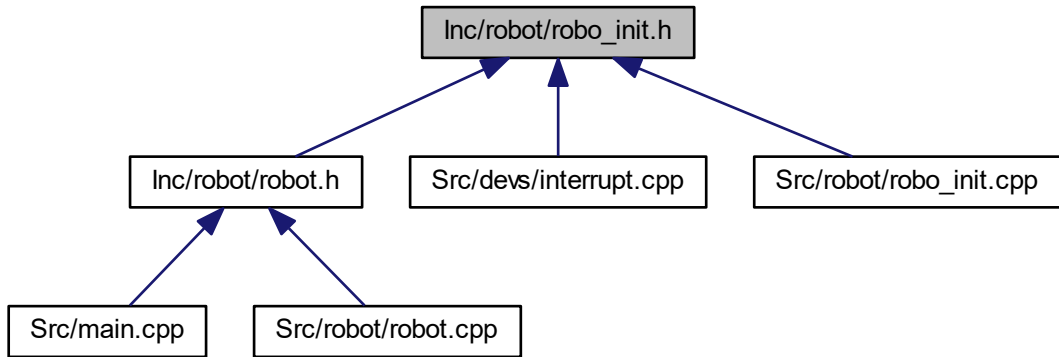 Inc/robot/robo_init.h
Inc/robot/robot.h
Src/devs/interrupt.cpp
Src/robot/robo_init.cpp
Src/main.cpp
Src/robot/robot.cpp